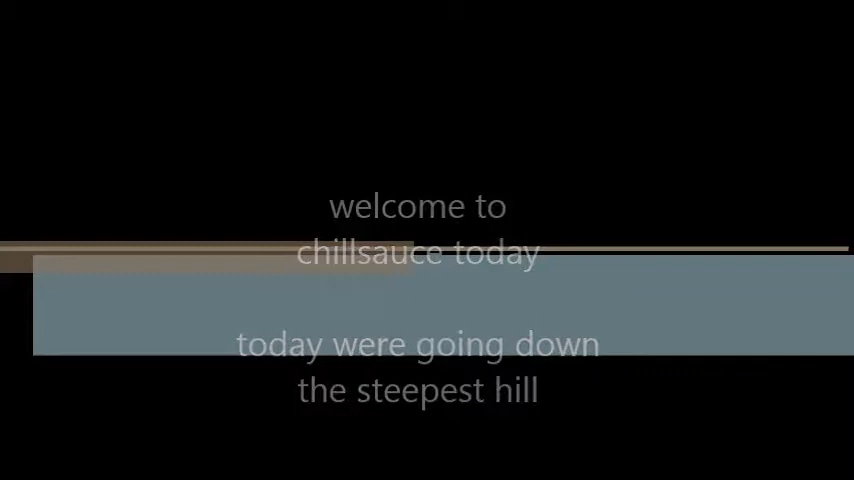 welcome to
chillsauce today
today were going down
the steepest hill